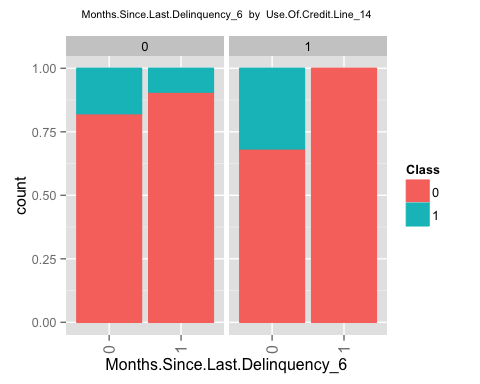 Months.Since.Last.Delinquency_6 by Use.Of.Credit.Line_14
0 1
1.00
0.75
0.50
0.25
0.00
count
0 1 0 1
Months.Since.Last.Delinquency_6
Class
0
1